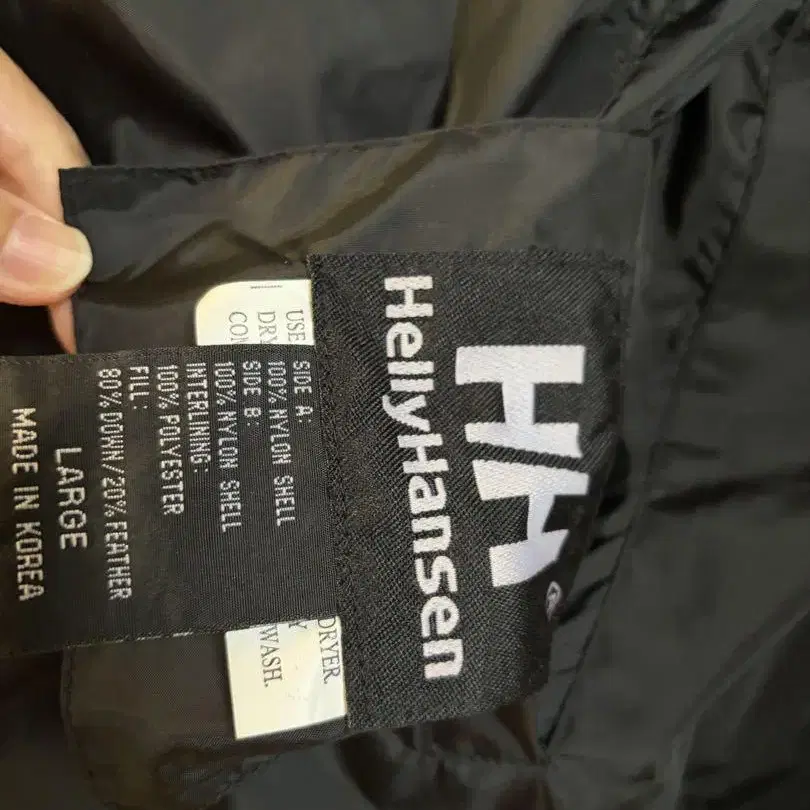 HH
HellyHansen
SIDE A:
100% NYLON SHELL
SIDE B:
100% NYLON SHELL
INTERLINING:
100% POLYESTER
FILL:
80% DOWN/20% FEATHER
LARGE
MADE IN KOREA
USE
DRYER.
DRY
WASH.